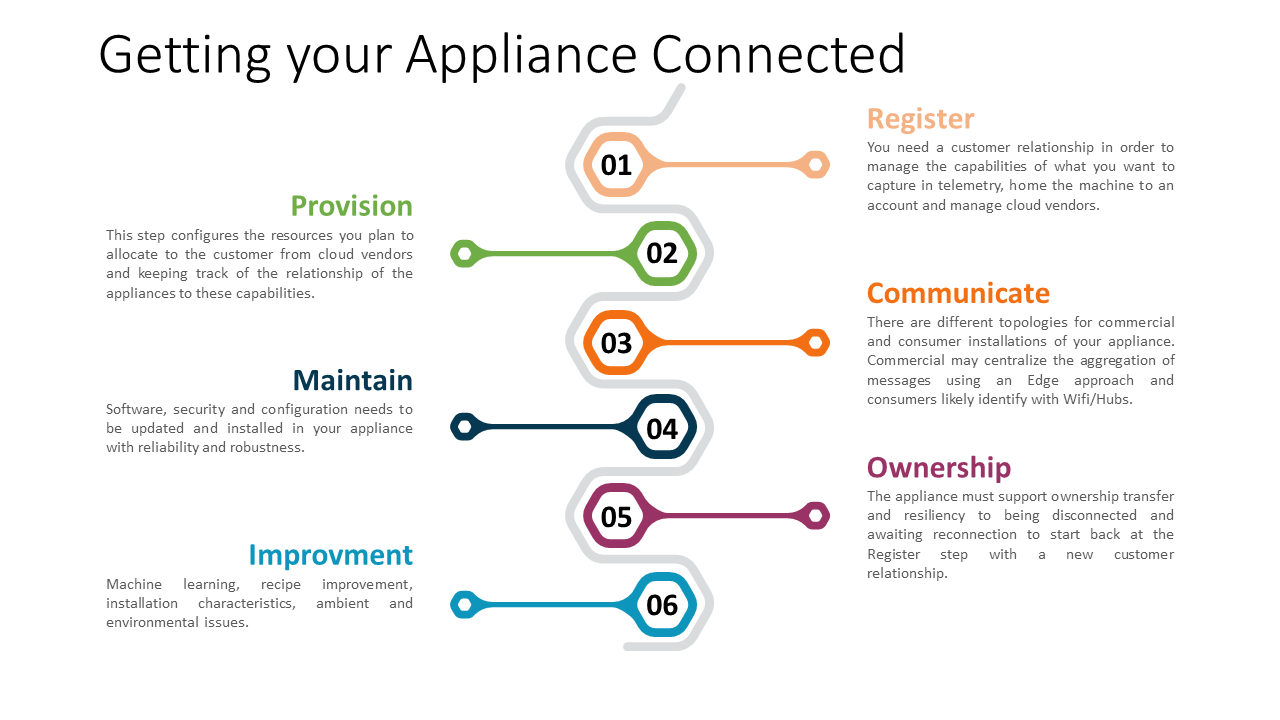 Getting your Appliance Connected
01
Register
You need a customer relationship in order to
manage the capabilities of what you want to
capture in telemetry, home the machine to an
account and manage cloud vendors.
Provision
This step configures the resources you plan to
allocate to the customer from cloud vendors
and keeping track of the relationship of the
appliances to these capabilities.
02
03
Communicate
There are different topologies for commercial
and consumer installations of your appliance.
Commercial may centralize the aggregation of
messages using an Edge approach and
consumers likely identify with Wifi/Hubs.
Maintain
Software, security and configuration needs to
be updated and installed in your appliance
with reliability and robustness.
04
05
Ownership
The appliance must support ownership transfer
and resiliency to being disconnected and
awaiting reconnection to start back at the
Register step with a new customer
relationship.
Improvment
Machine learning, recipe improvement,
installation characteristics, ambient and
environmental issues.
06